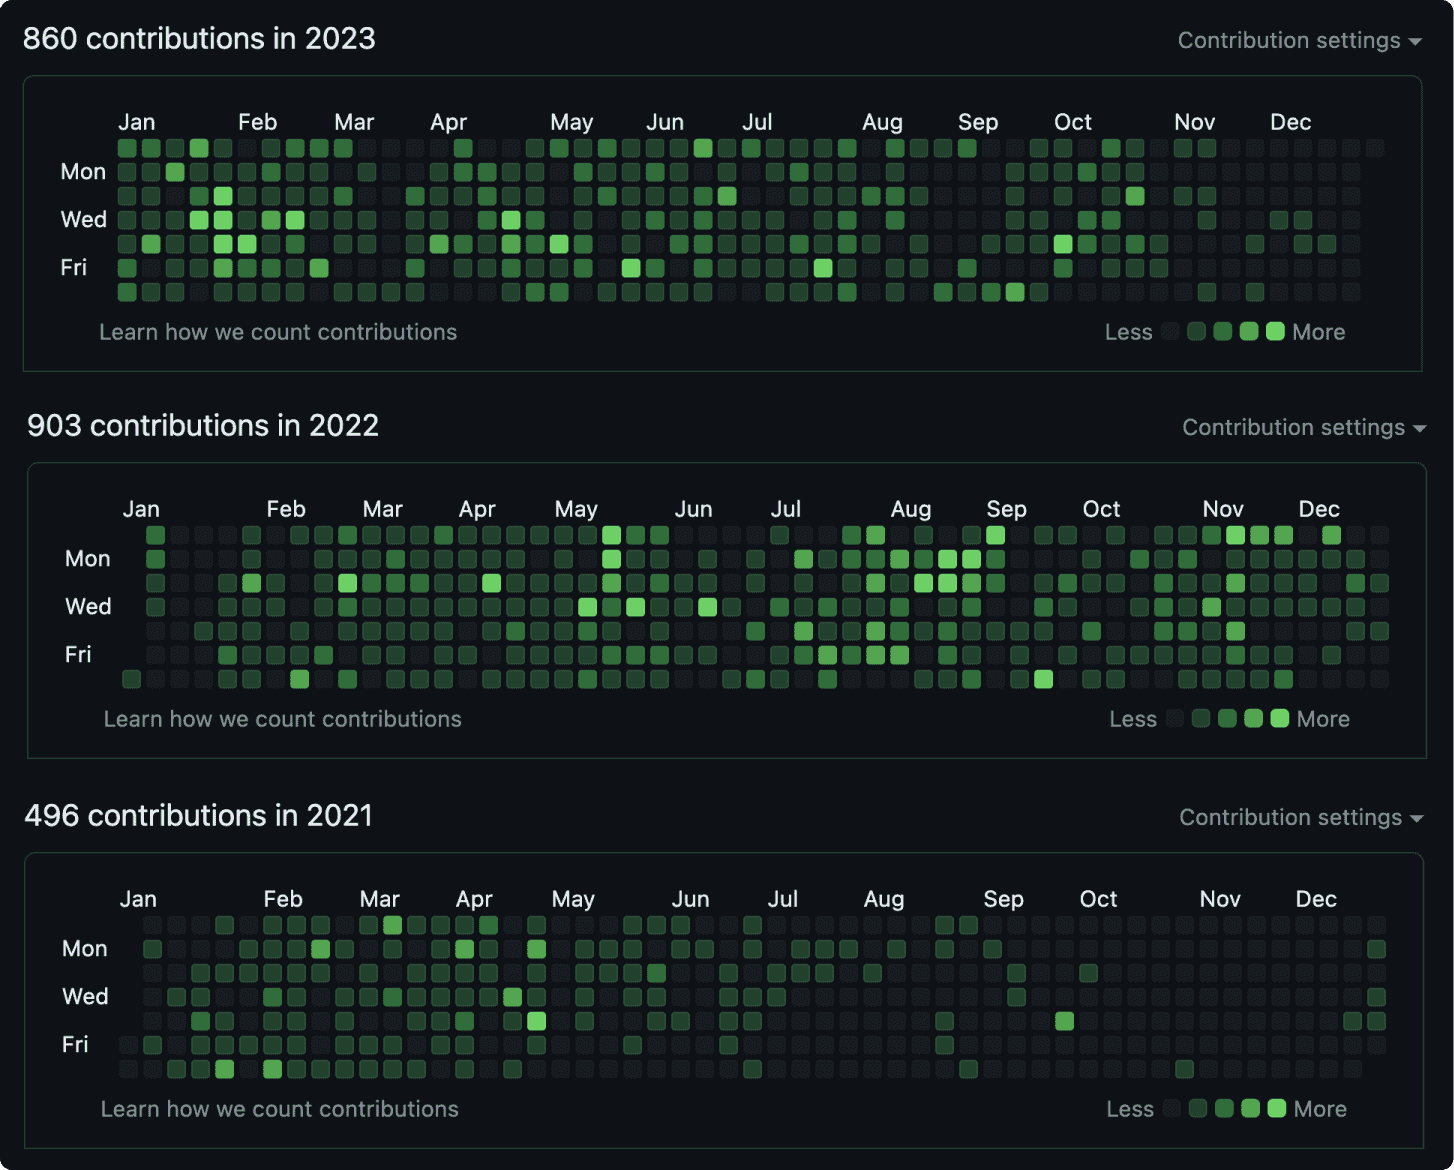 860 contributions in 2023
Contribution settings
Jan Feb Mar Apr May Jun Jul Aug Sep Oct Nov Dec
Mon
Wed
Fri
Learn how we count contributions
Less More
903 contributions in 2022
Contribution settings
Jan Feb Mar Apr May Jun Jul Aug Sep Oct Nov Dec
Mon
Wed
Fri
Learn how we count contributions
Less More
496 contributions in 2021
Contribution settings
Jan Feb Mar Apr May Jun Jul Aug Sep Oct Nov Dec
Mon
Wed
Fri
Learn how we count contributions
Less More